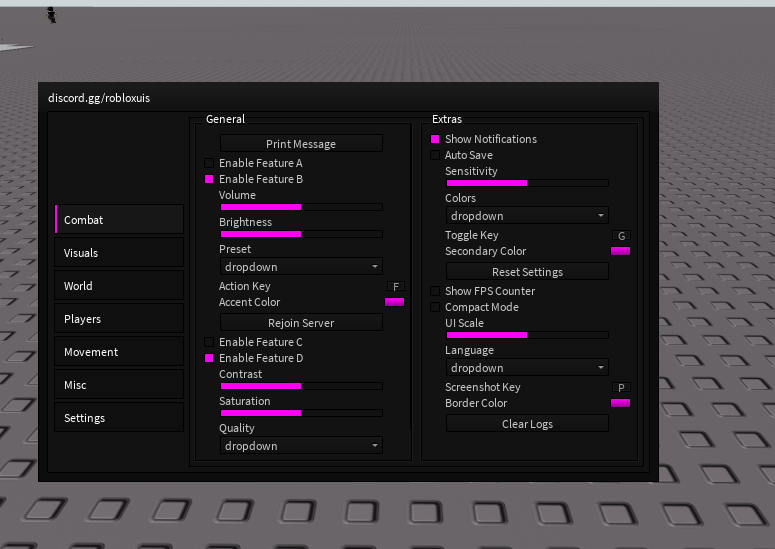 discord.gg/robloxuis
Combat
Visuals
World
Players
Movement
Misc
Settings
General
Print Message
Enable Feature A
Enable Feature B
Volume
Brightness
Preset
dropdown
Action Key F
Accent Color
Rejoin Server
Enable Feature C
Enable Feature D
Contrast
Saturation
Quality
dropdown
Extras
Show Notifications
Auto Save
Sensitivity
Colors
dropdown
Toggle Key G
Secondary Color
Reset Settings
Show FPS Counter
Compact Mode
UI Scale
Language
dropdown
Screenshot Key P
Border Color
Clear Logs